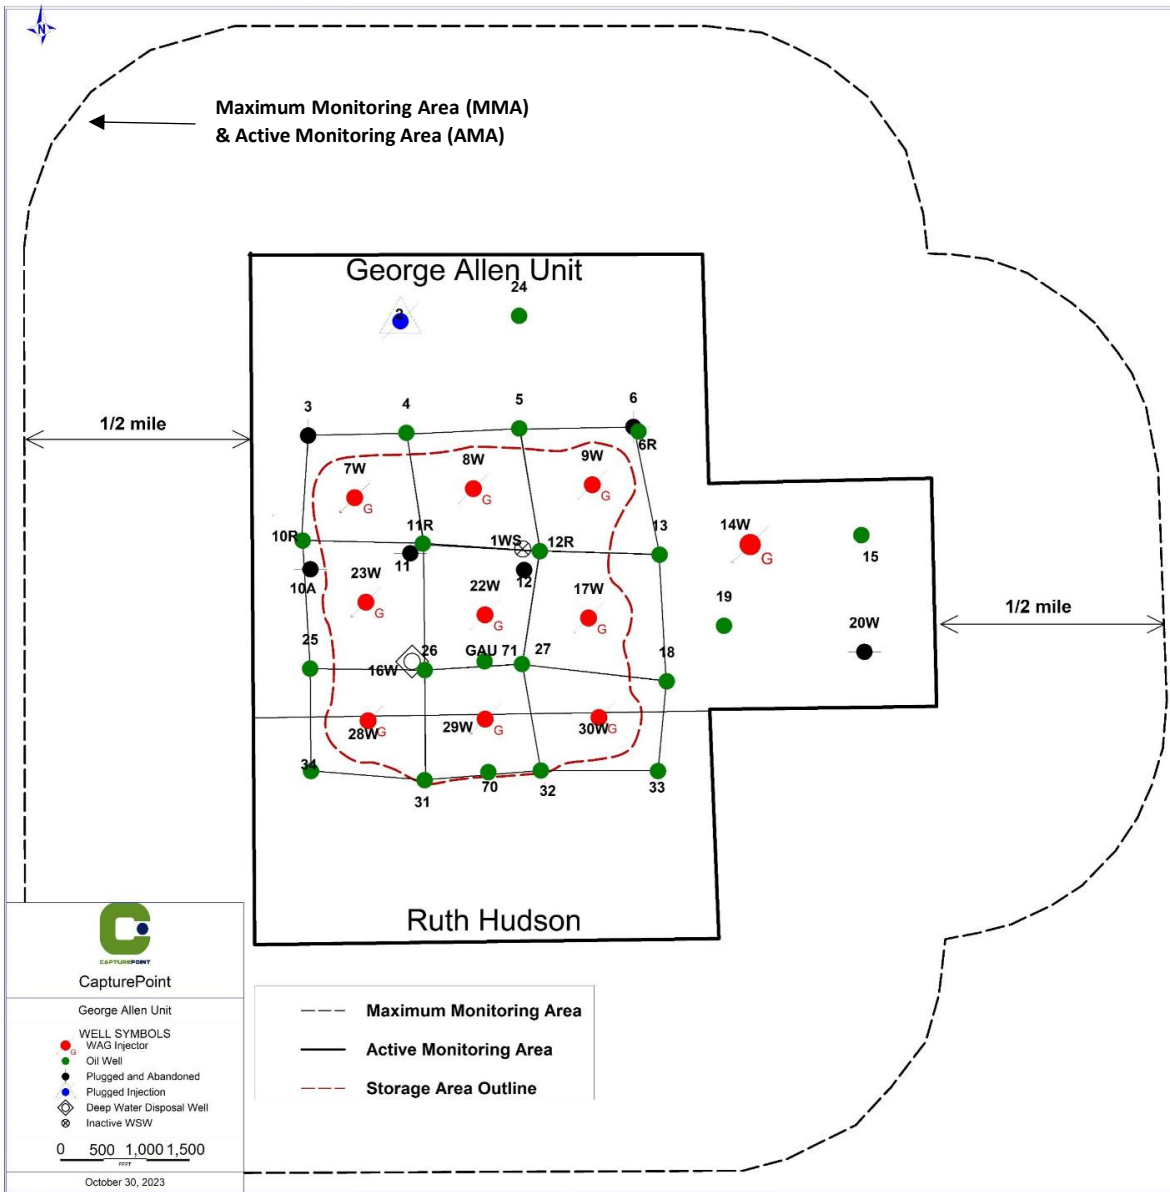 N
Maximum Monitoring Area (MMA)
& Active Monitoring Area (AMA)
George Allen Unit
24
2
3
4
5
6
6R
1/2 mile
7W
8W
9W
G
G
G
10R
11R
1WS
12R
13
14W
G
15
11
12
10A
23W
22W
17W
G
G
G
19
1/2 mile
20W
25
16W
26
GAU 71
27
18
28W
G
29W
G
30W
G
34
31
70
32
33
Ruth Hudson
CAPTUREPOINT
CapturePoint
George Allen Unit
WELL SYMBOLS
G
WAG Injector
Oil Well
Plugged and Abandoned
Plugged Injection
Deep Water Disposal Well
Inactive WSW
0 500 1,000 1,500
FEET
October 30, 2023
Maximum Monitoring Area
Active Monitoring Area
Storage Area Outline